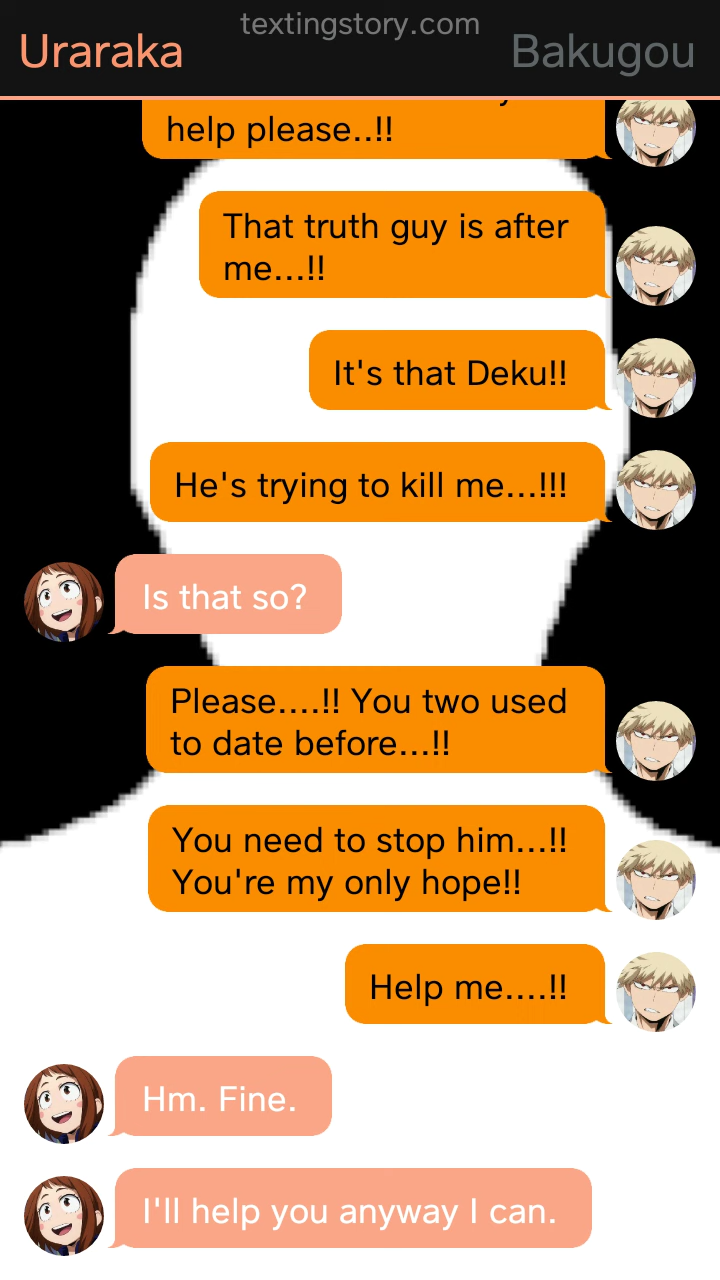 textingstory.com
Uraraka
Bakugou
help please..!!
That truth guy is after
me...!!
It's that Deku!!
He's trying to kill me...!!!
Is that so?
Please....!! You two used
to date before...!!
You need to stop him...!!
You're my only hope!!
Help me....!!
Hm. Fine.
I'll help you anyway I can.